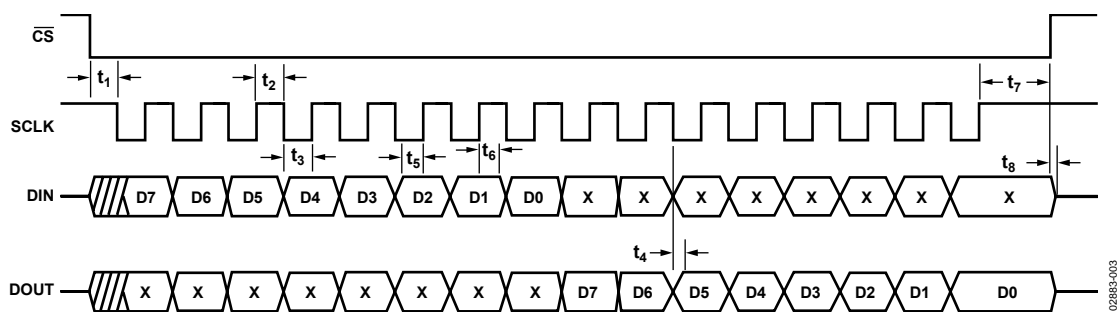 CS
t1
t2
t7
SCLK
t3
t5
t6
t8
DIN
D7 D6 D5 D4 D3 D2 D1 D0 X X X X X X X X
t4
DOUT
X X X X X X X X D7 D6 D5 D4 D3 D2 D1 D0
02883-003